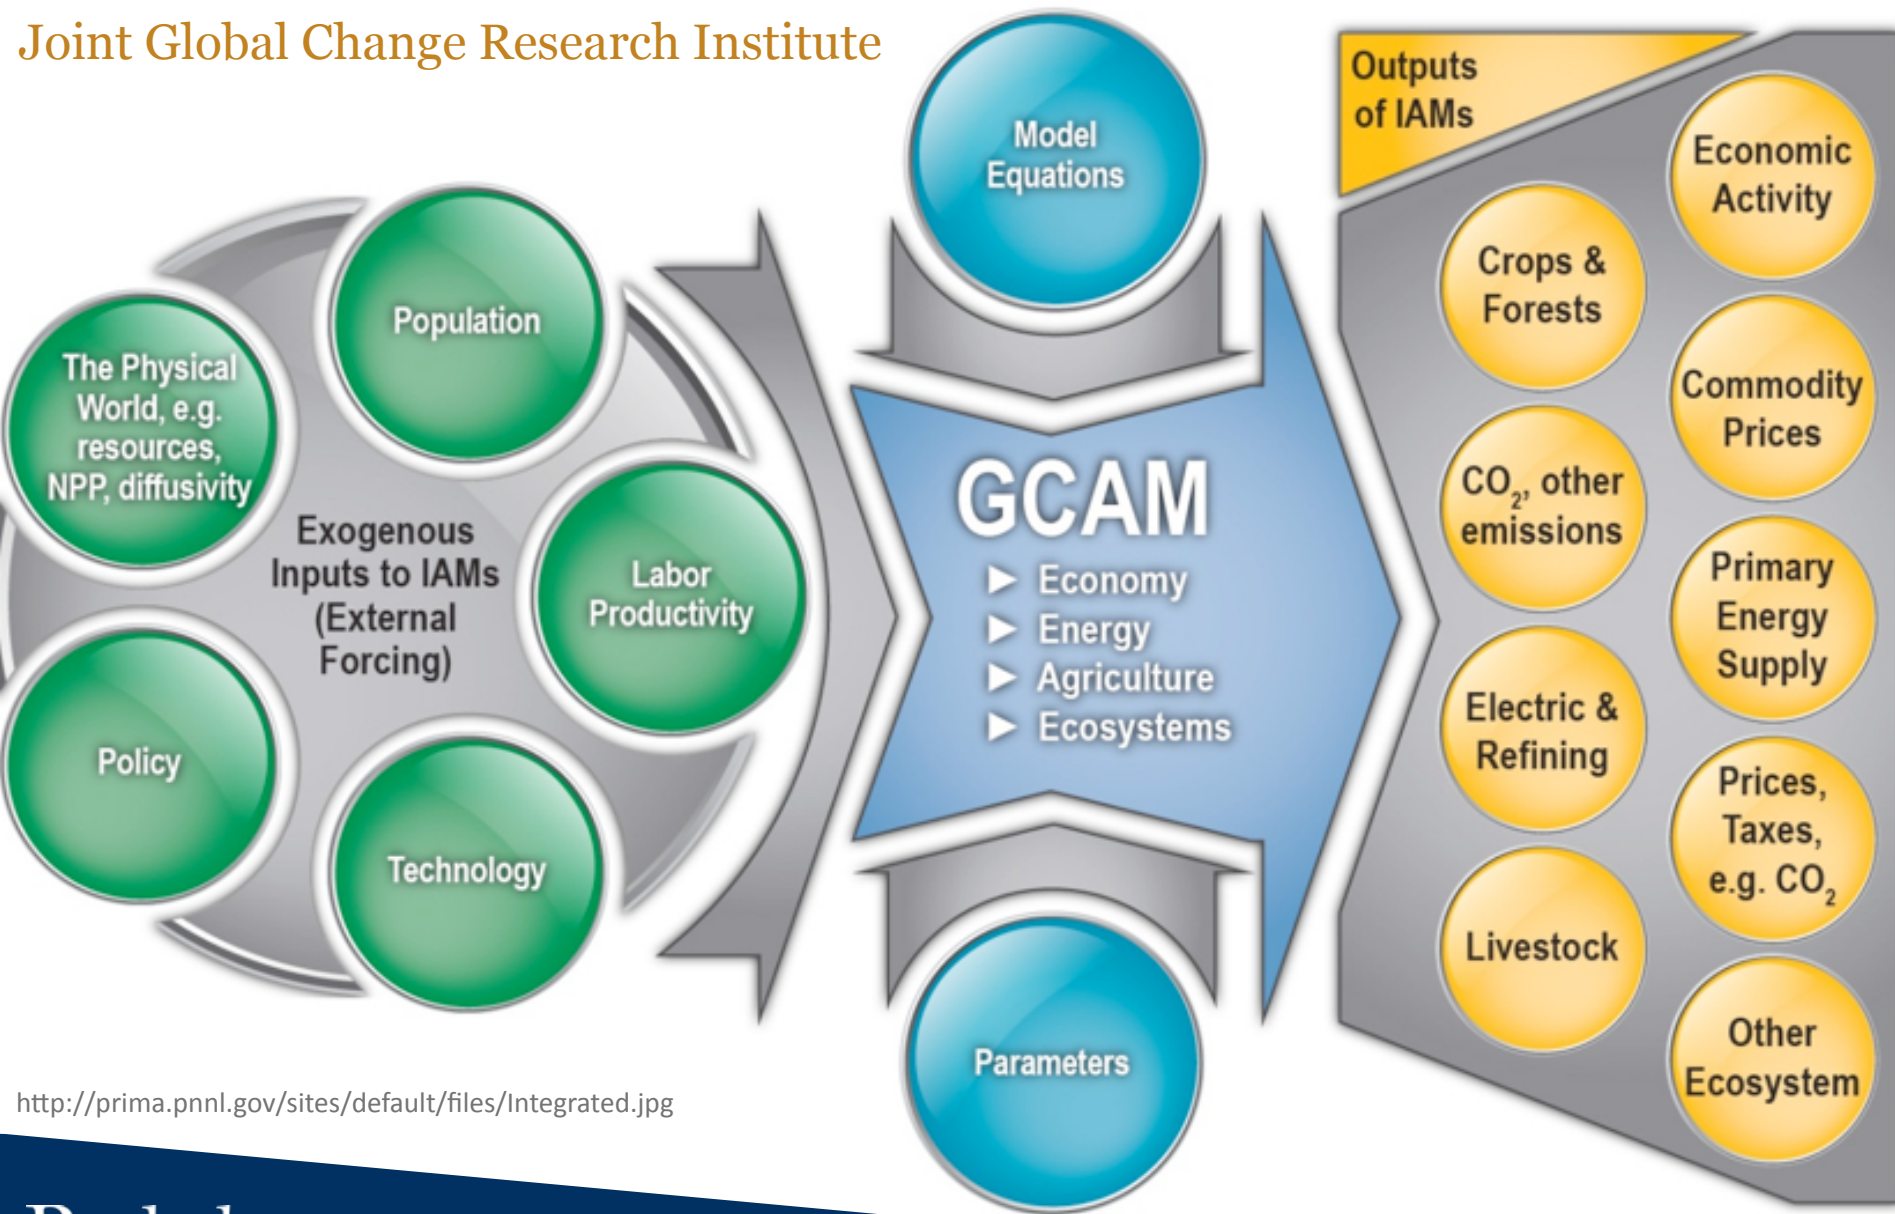 Joint Global Change Research Institute
The Physical
World, e.g.
resources,
NPP, diffusivity
Population
Labor
Productivity
Technology
Policy
Exogenous
Inputs to IAMs
(External
Forcing)
Model
Equations
GCAM
► Economy
► Energy
► Agriculture
► Ecosystems
Parameters
Outputs
of IAMs
Crops &
Forests
CO₂, other
emissions
Electric &
Refining
Livestock
Economic
Activity
Commodity
Prices
Primary
Energy
Supply
Prices,
Taxes,
e.g. CO₂
Other
Ecosystem
http://prima.pnnl.gov/sites/default/files/Integrated.jpg